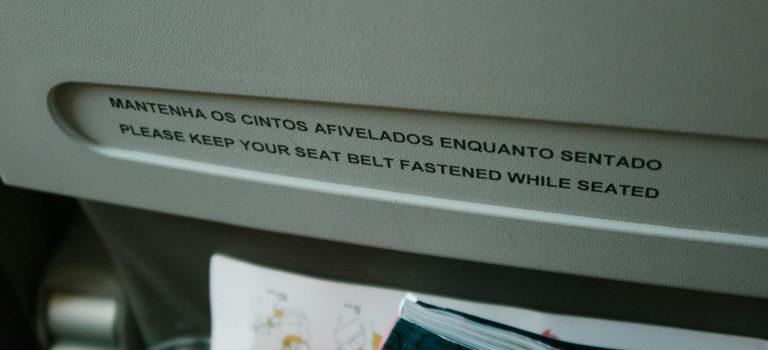 MANTENHA OS CINTOS AFIVELADOS ENQUANTO SENTADO
PLEASE KEEP YOUR SEAT BELT FASTENED WHILE SEATED